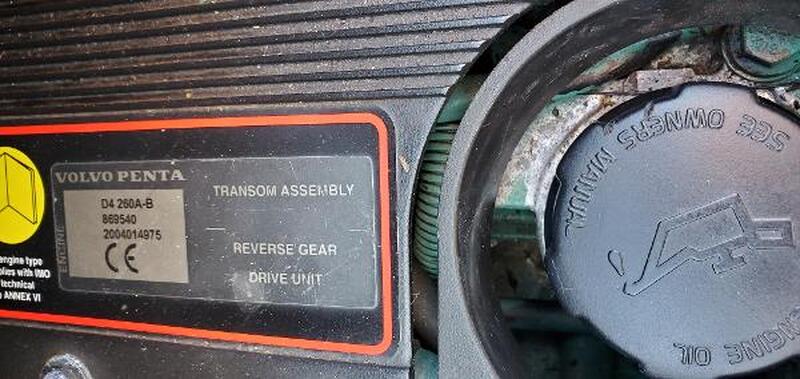 VOLVO PENTA
ENGINE
D4 260A-B
869540
2004014975
CE
TRANSOM ASSEMBLY
REVERSE GEAR
DRIVE UNIT
engine type
plies with IMO
technical
ANNEX VI
SEE OWNERS MANUAL
ENGINE OIL